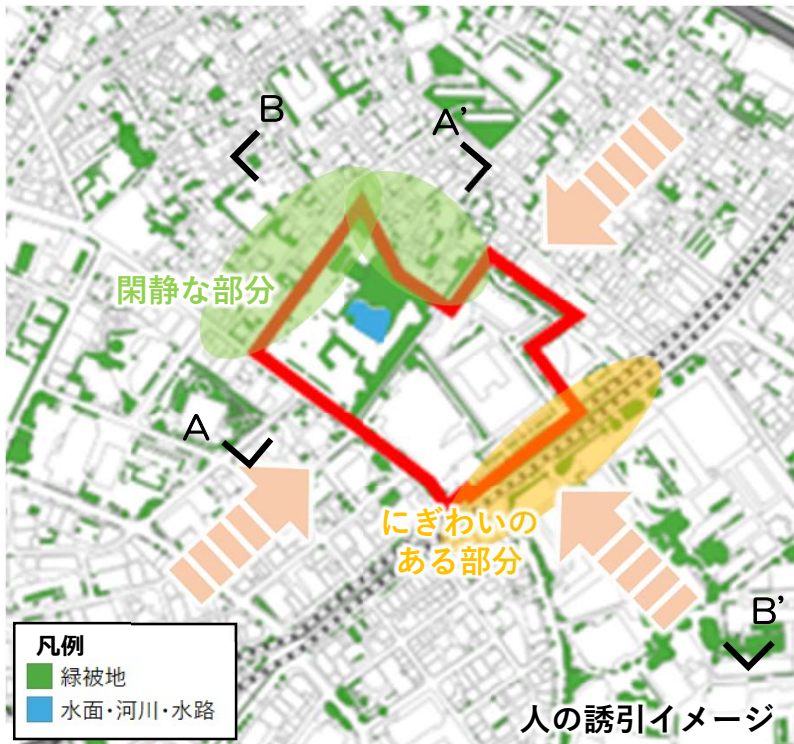 B
A’
閑静な部分
A
にぎわいの
ある部分
B’
凡例
緑被地
水面・河川・水路
人の誘引イメージ